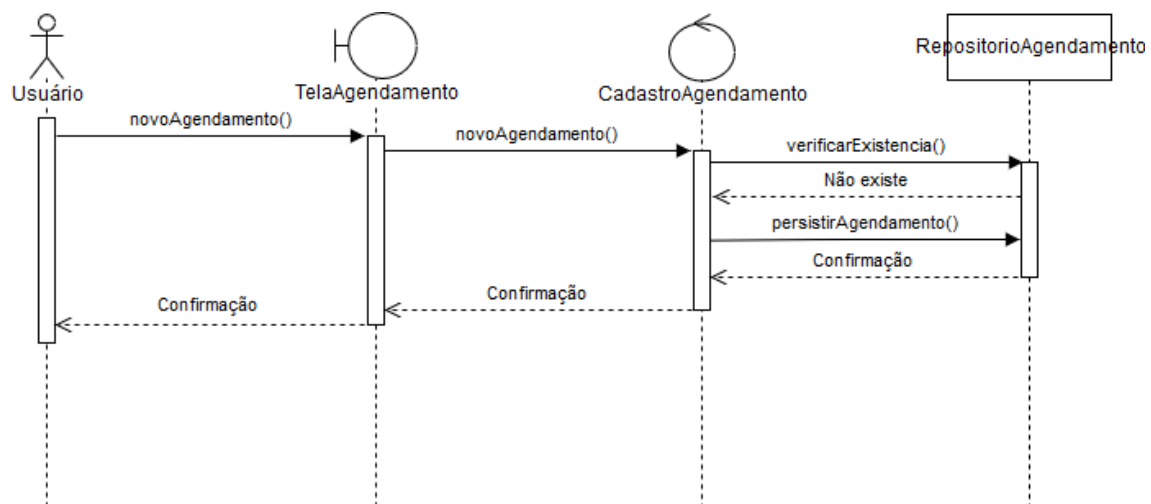 RepositorioAgendamento
Usuário
TelaAgendamento
CadastroAgendamento
novoAgendamento()
novoAgendamento()
verificarExistencia()
Não existe
persistirAgendamento()
Confirmação
Confirmação
Confirmação